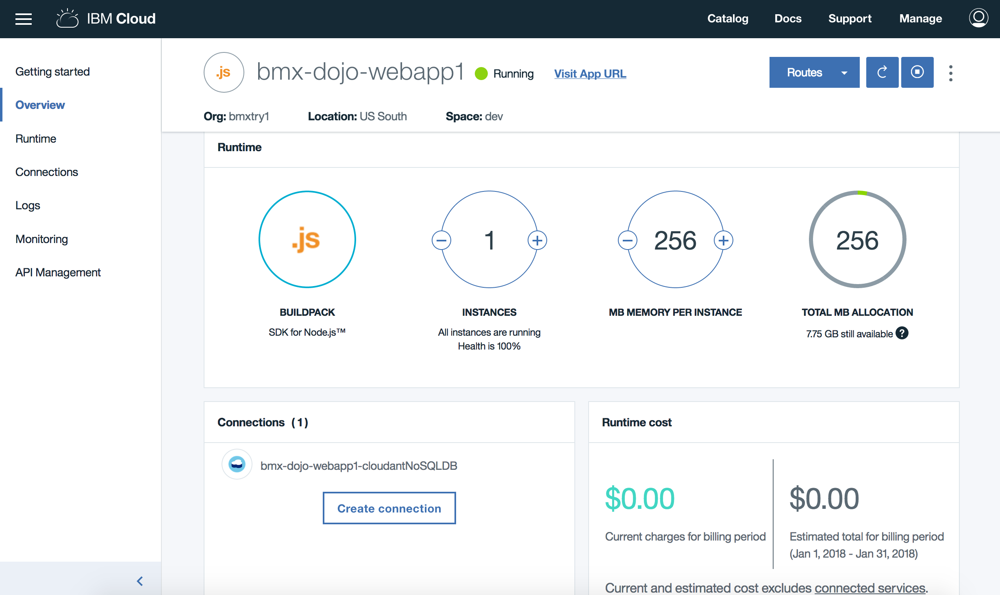 IBM Cloud
Catalog
Docs
Support
Manage
Getting started
Overview
Runtime
Connections
Logs
Monitoring
API Management
.js
bmx-dojo-webapp1
Running
Visit App URL
Routes
Org: bmxtry1
Location: US South
Space: dev
Runtime
.js
1
256
256
BUILDPACK
SDK for Node.js™
INSTANCES
All instances are running
Health is 100%
MB MEMORY PER INSTANCE
TOTAL MB ALLOCATION
7.75 GB still available ?
Connections (1)
bmx-dojo-webapp1-cloudantNoSQLDB
Create connection
Runtime cost
$0.00
Current charges for billing period
$0.00
Estimated total for billing period
(Jan 1, 2018 - Jan 31, 2018)
Current and estimated cost excludes connected services.